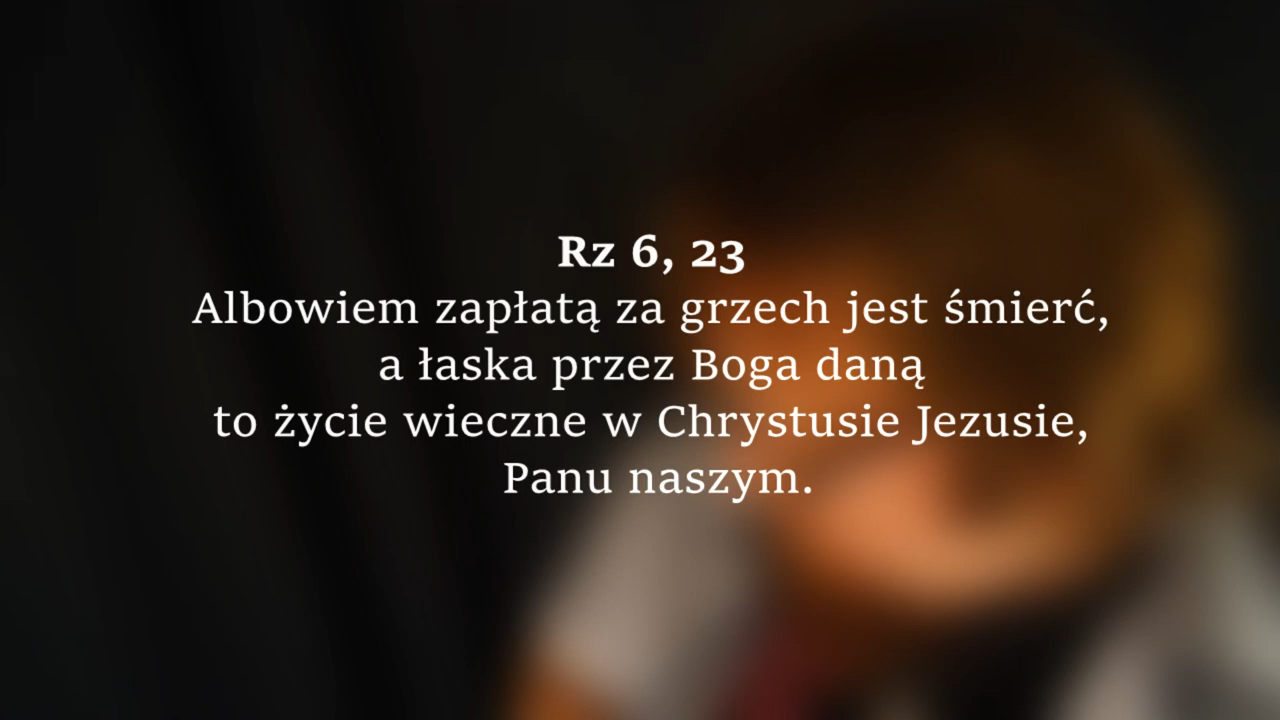 Rz 6, 23
Albowiem zapłatą za grzech jest śmierć,
a łaska przez Boga daną
to życie wieczne w Chrystusie Jezusie,
Panu naszym.